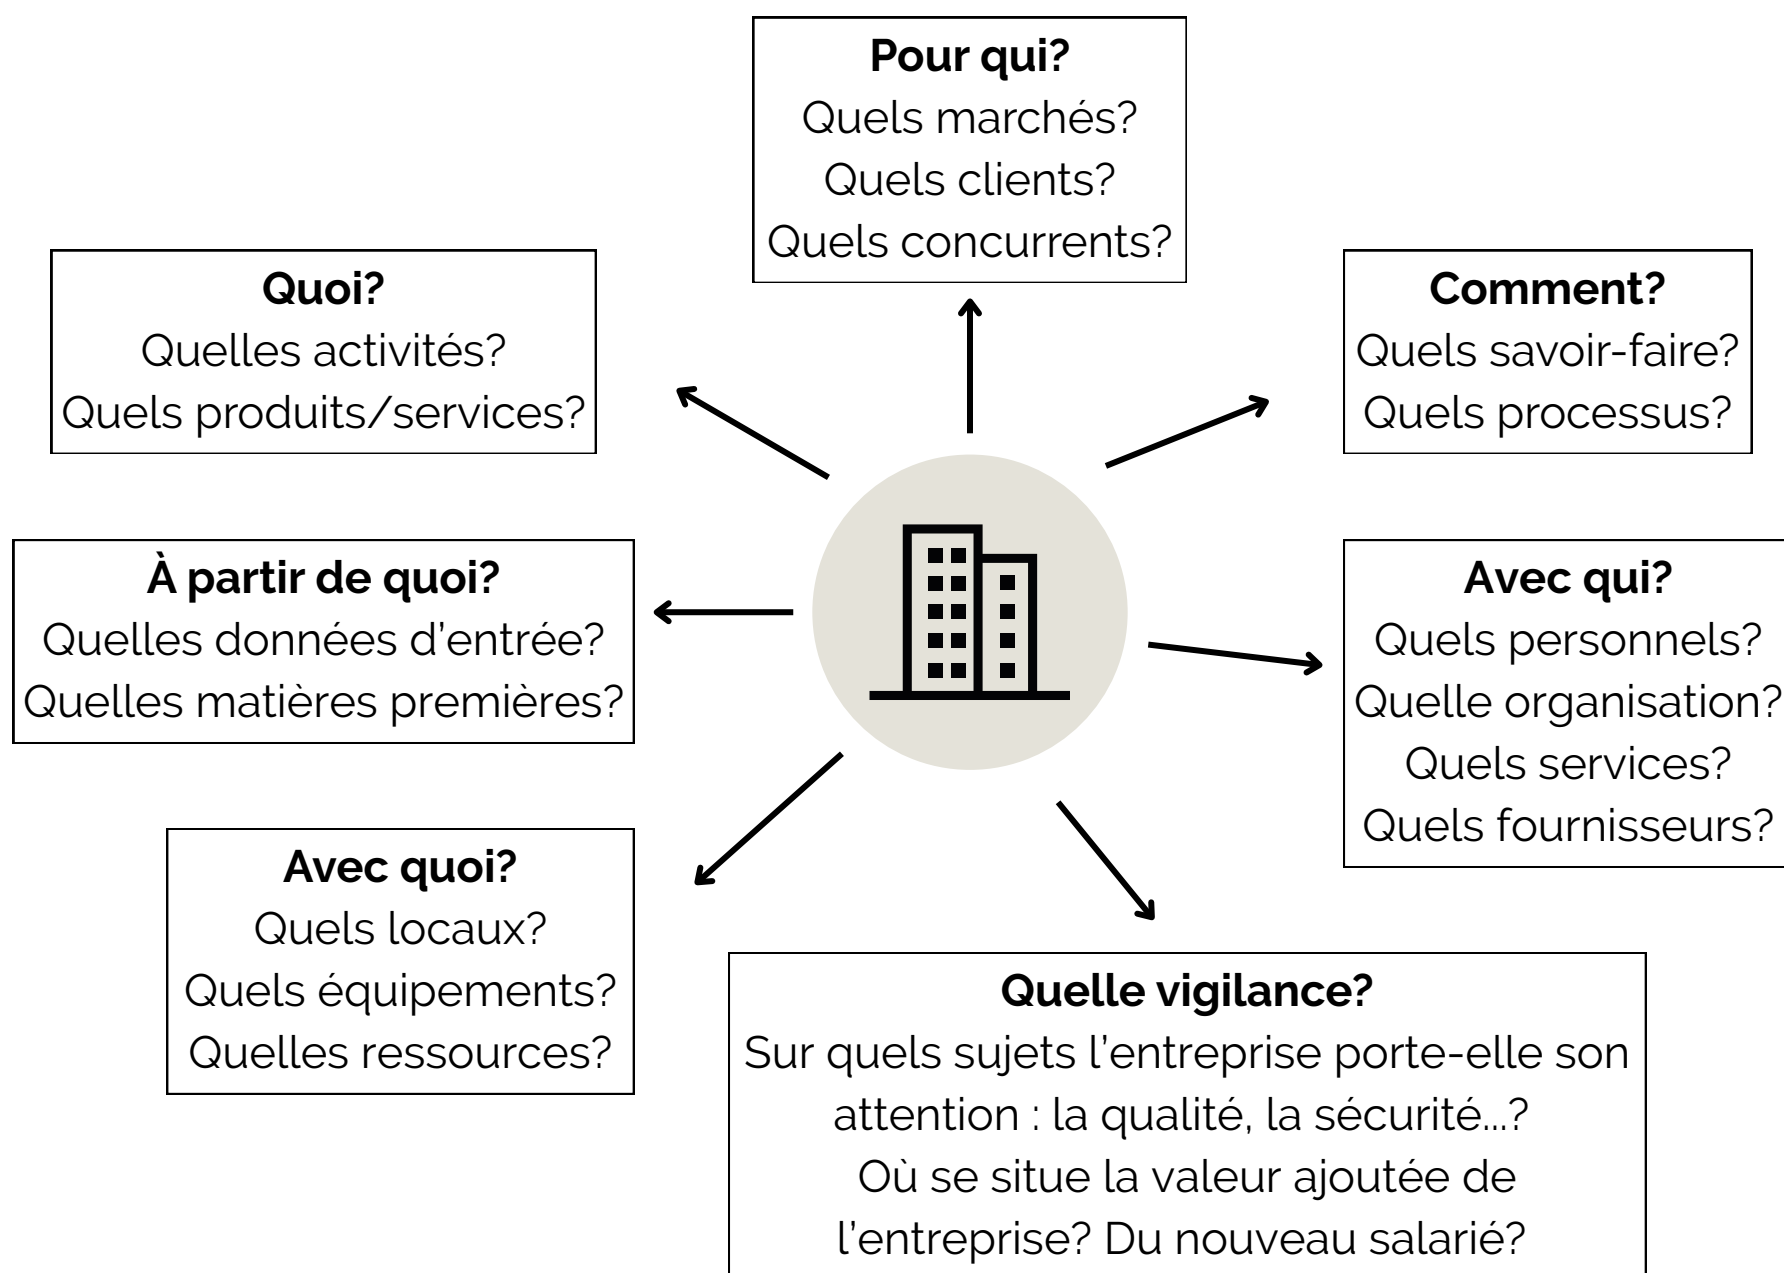 Pour qui?
Quels marchés?
Quels clients?
Quels concurrents?
Quoi?
Quelles activités?
Quels produits/services?
Comment?
Quels savoir-faire?
Quels processus?
À partir de quoi?
Quelles données d'entrée?
Quelles matières premières?
Avec qui?
Quels personnels?
Quelle organisation?
Quels services?
Quels fournisseurs?
Avec quoi?
Quels locaux?
Quels équipements?
Quelles ressources?
Quelle vigilance?
Sur quels sujets l'entreprise porte-elle son
attention : la qualité, la sécurité...?
Où se situe la valeur ajoutée de
l'entreprise? Du nouveau salarié?